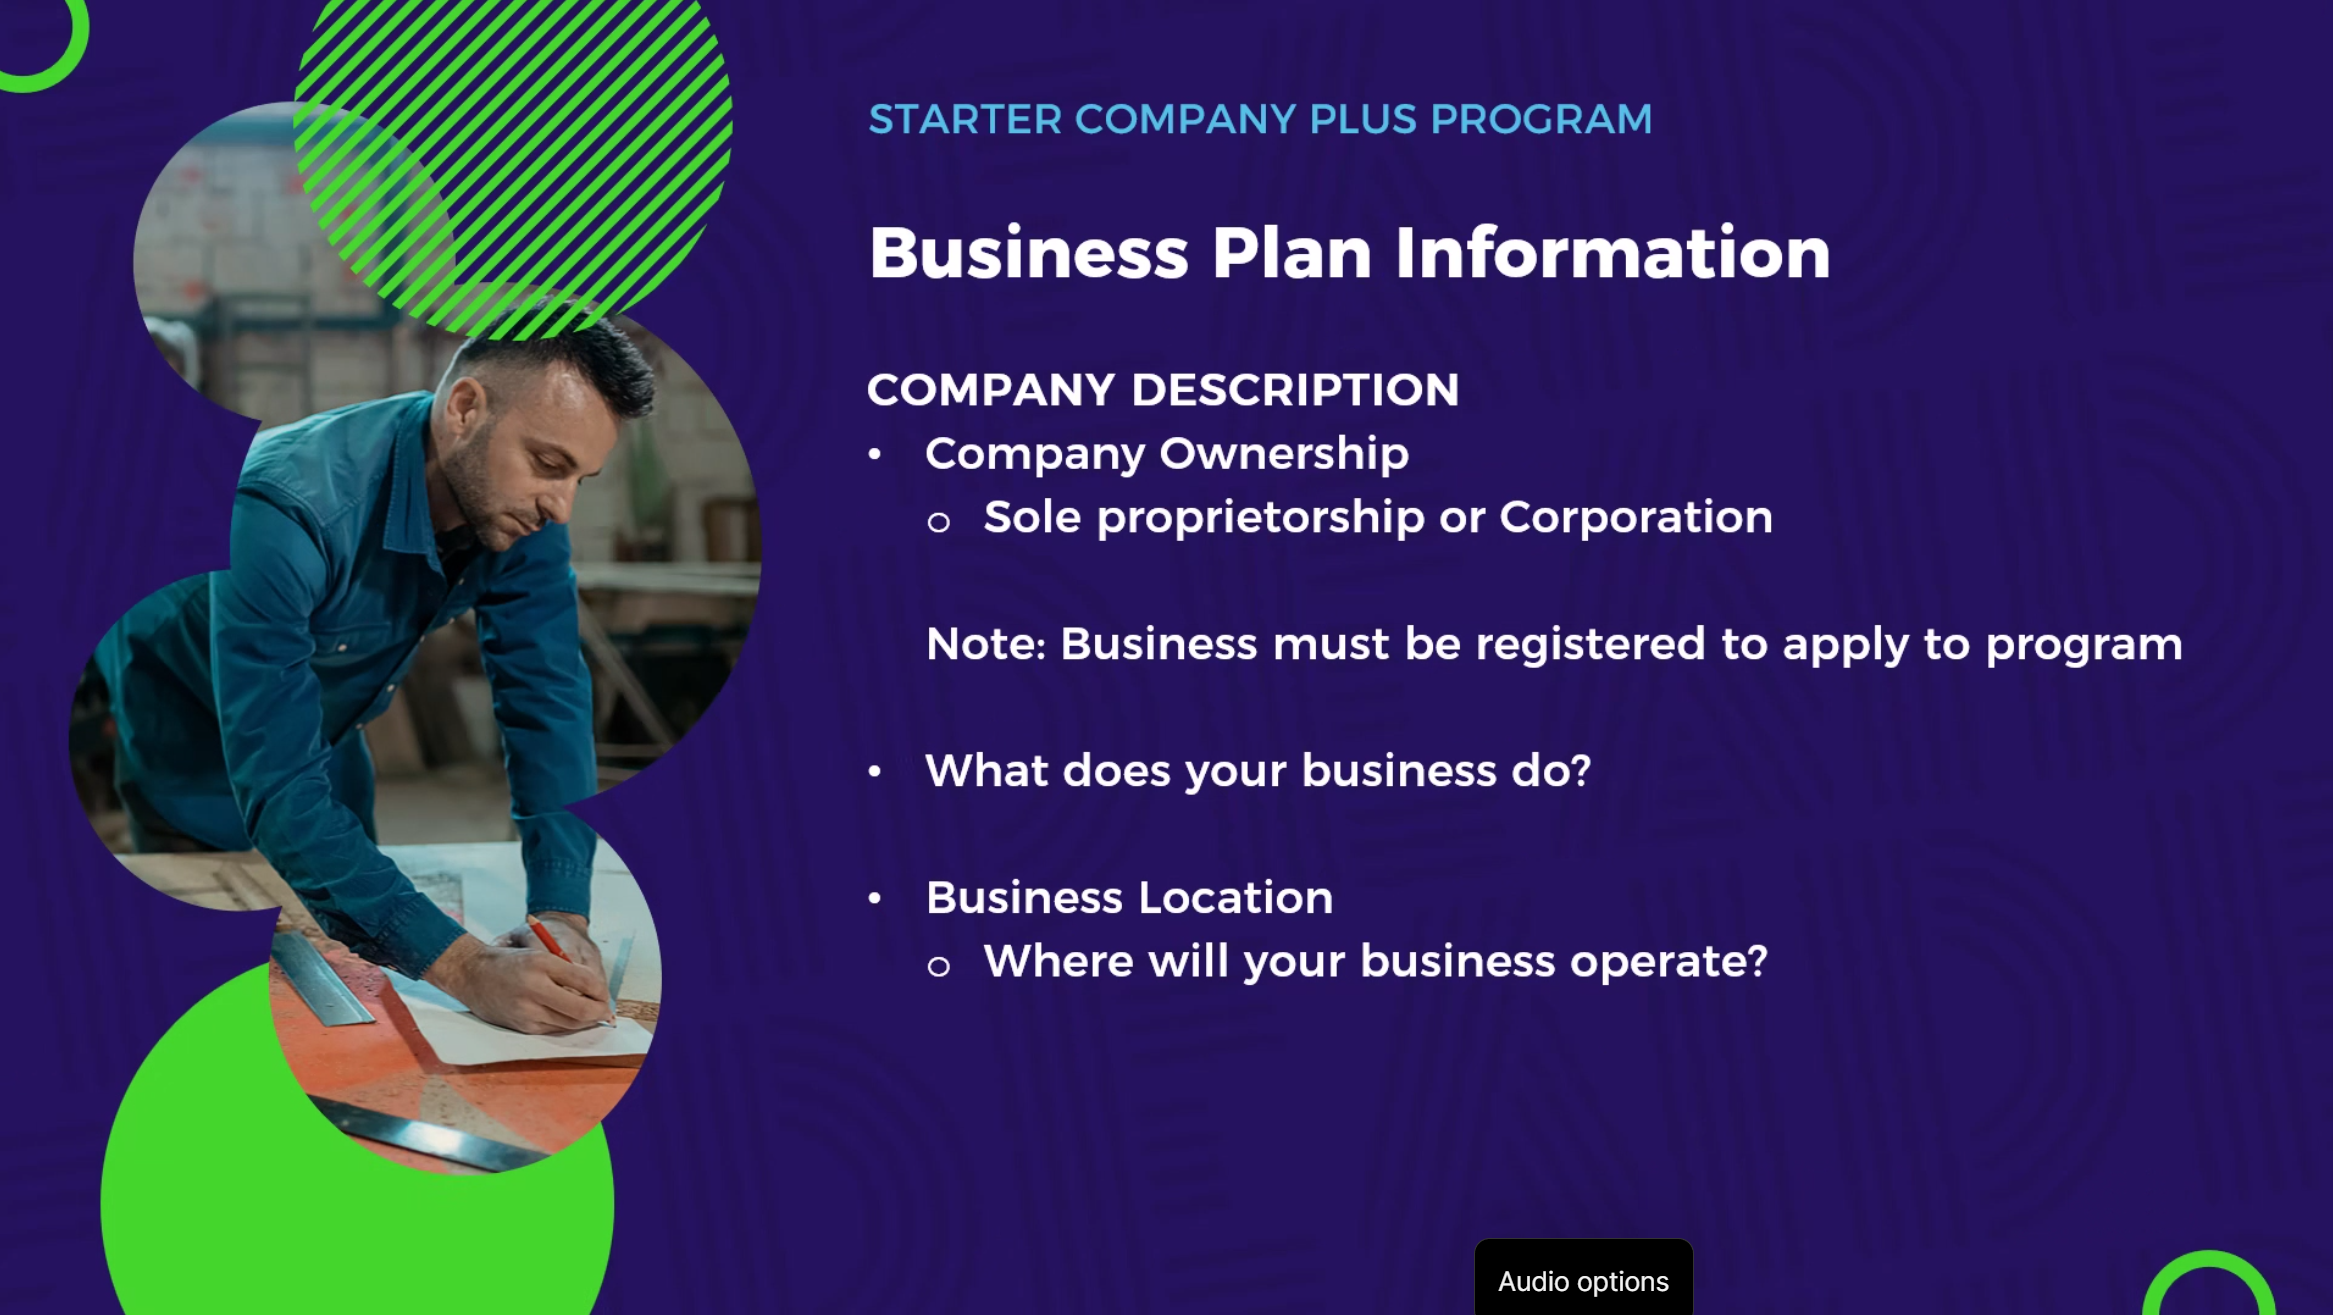 STARTER COMPANY PLUS PROGRAM
Business Plan Information
COMPANY DESCRIPTION
• Company Ownership
o Sole proprietorship or Corporation
Note: Business must be registered to apply to program
• What does your business do?
• Business Location
o Where will your business operate?
Audio options